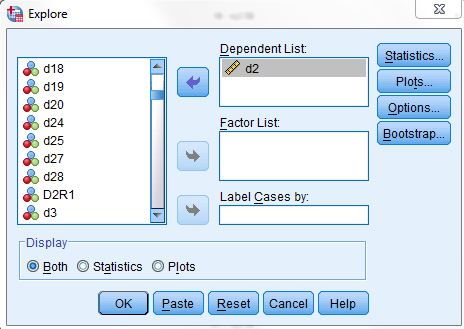 Explore
Dependent List:
d2
Statistics...
Plots...
Options...
Bootstrap...
d18
d19
d20
d24
d25
d27
d28
D2R1
d3
Factor List:
Label Cases by:
Display
Both Statistics Plots
OK Paste Reset Cancel Help